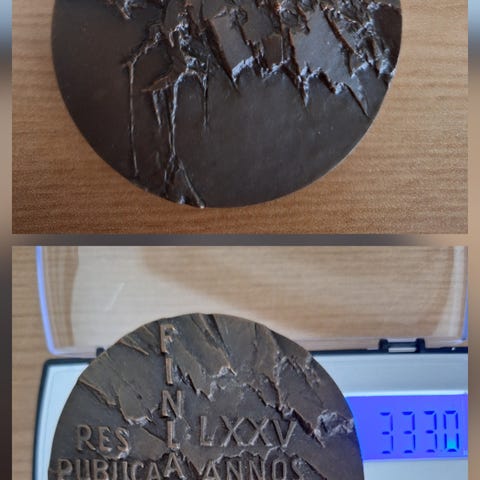 FINLA
RES LXXV
PUBLICA ANNOS
3330